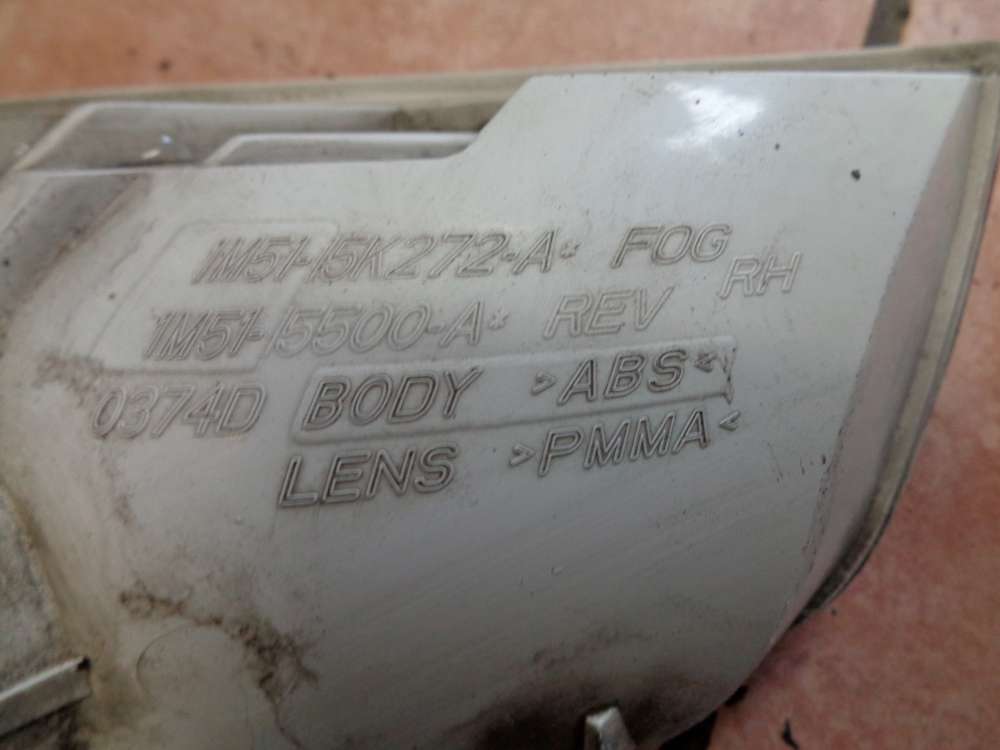 1M51-15K272-A* FOG
1M51-15500-A* REV RH
0374D BODY >ABS<
LENS >PMMA<